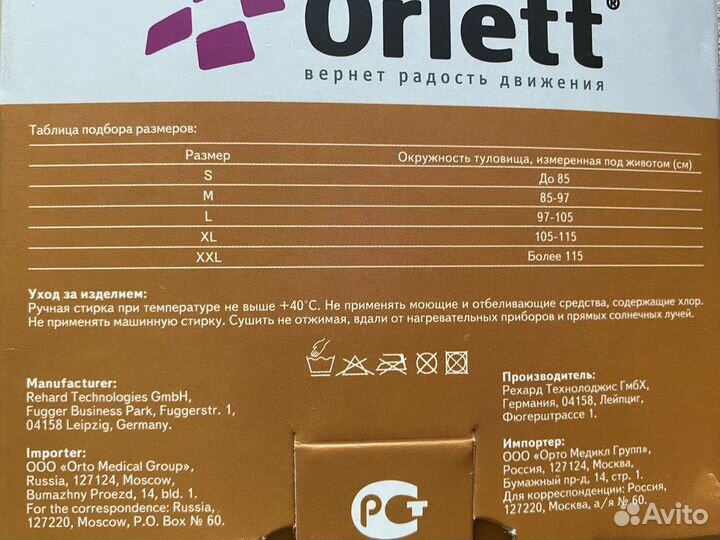 Orlett®
вернет радость движения
Таблица подбора размеров:
Размер Окружность туловища, измеренная под животом (см)
S До 85
M 85-97
L 97-105
XL 105-115
XXL Более 115
Уход за изделием:
Ручная стирка при температуре не выше +40°С. Не применять моющие и отбеливающие средства, содержащие хлор.
Не применять машинную стирку. Сушить не отжимая, вдали от нагревательных приборов и прямых солнечных лучей.
Manufacturer:
Rehard Technologies GmbH,
Fugger Business Park, Fuggerstr. 1,
04158 Leipzig, Germany.
Importer:
OOO «Orto Medical Group»,
Russia, 127124, Moscow,
Bumazhny Proezd, 14, bld. 1.
For the correspondence: Russia,
127220, Moscow, P.O. Box № 60.
Производитель:
Рехард Технолоджис ГмбХ,
Германия, 04158, Лейпциг,
Фюгерштрассе 1.
Импортер:
ООО «Орто Медикл Групп»,
Россия, 127124, Москва,
Бумажный пр-д, 14, стр. 1.
Для корреспонденции: Россия,
127220, Москва, а/я № 60.
РСТ
Avito